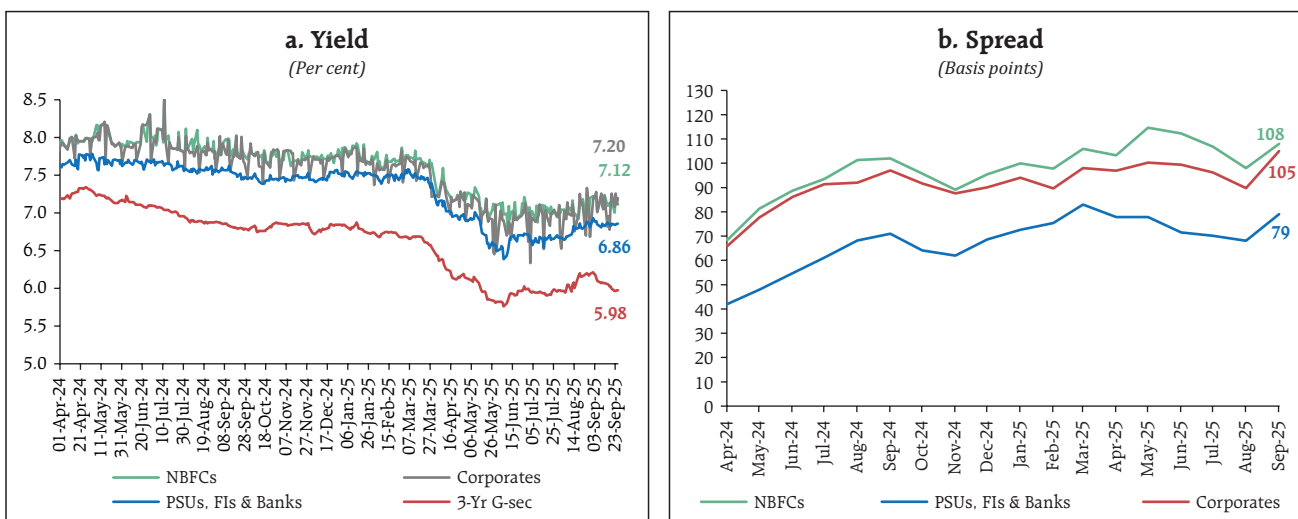 a. Yield
(Per cent)
8.5
8.0
7.5
7.0
6.5
6.0
5.5
5.0
7.20
7.12
6.86
5.98
01-Apr-24
21-Apr-24
11-May-24
31-May-24
20-Jun-24
10-Jul-24
30-Jul-24
19-Aug-24
08-Sep-24
28-Sep-24
18-Oct-24
07-Nov-24
27-Nov-24
17-Dec-24
06-Jan-25
26-Jan-25
15-Feb-25
07-Mar-25
27-Mar-25
16-Apr-25
06-May-25
26-May-25
15-Jun-25
05-Jul-25
25-Jul-25
14-Aug-25
03-Sep-25
23-Sep-25
NBFCs
Corporates
PSUs, FIs & Banks
3-Yr G-sec
b. Spread
(Basis points)
130
120
110
100
90
80
70
60
50
40
30
20
10
0
108
105
79
Apr-24
May-24
Jun-24
Jul-24
Aug-24
Sep-24
Oct-24
Nov-24
Dec-24
Jan-25
Feb-25
Mar-25
Apr-25
May-25
Jun-25
Jul-25
Aug-25
Sep-25
NBFCs
PSUs, FIs & Banks
Corporates